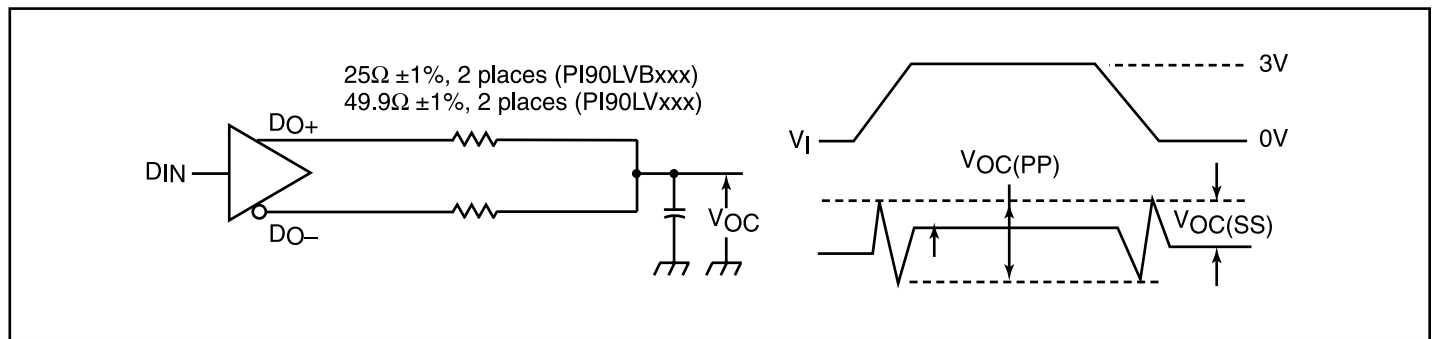 25Ω ±1%, 2 places (PI90LVBxxx)
49.9Ω ±1%, 2 places (PI90LVxxx)
DO+
DIN
DO–
VOC
3V
VI
0V
VOC(PP)
VOC(SS)